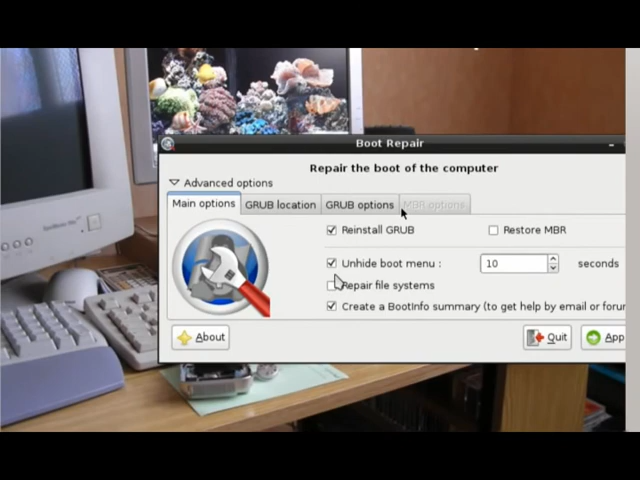 Boot Repair
Repair the boot of the computer
Advanced options
Main options
GRUB location
GRUB options
MBR options
Reinstall GRUB
Restore MBR
Unhide boot menu :
10
seconds
Repair file systems
Create a BootInfo summary (to get help by email or forum
About
Quit
App